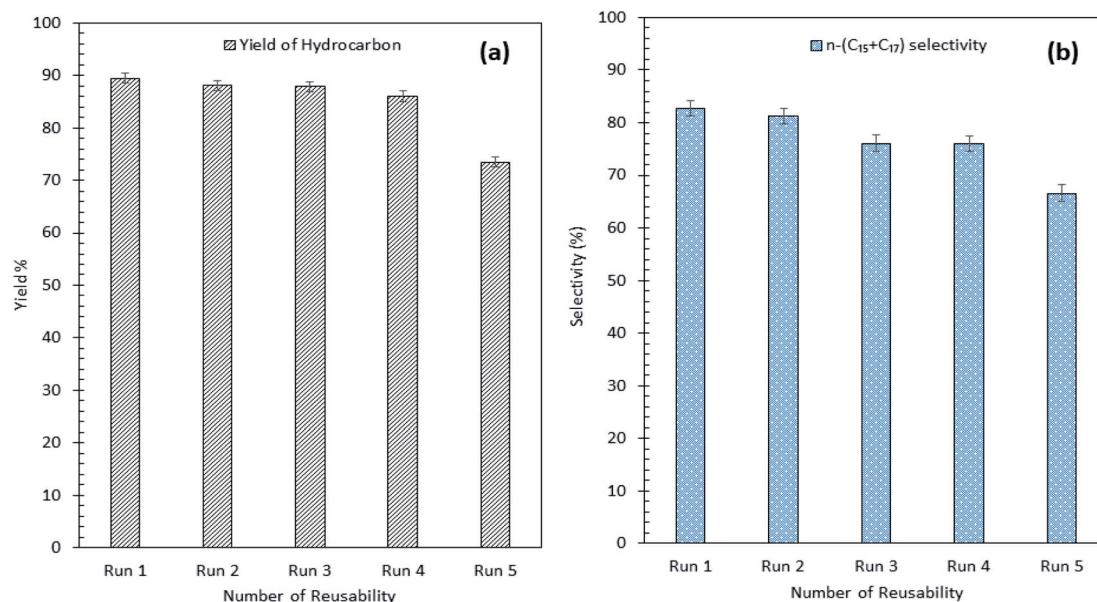 Yield of Hydrocarbon
(a)
100
90
80
70
60
50
40
30
20
10
0
Yield %
Run 1 Run 2 Run 3 Run 4 Run 5
Number of Reusability
n-(C₁₅+C₁₇) selectivity
(b)
100
90
80
70
60
50
40
30
20
10
0
Selectivity (%)
Run 1 Run 2 Run 3 Run 4 Run 5
Number of Reusability